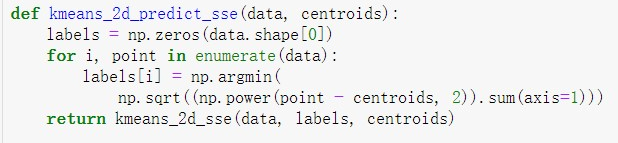 def kmeans_2d_predict_sse(data, centroids):
    labels = np.zeros(data.shape[0])
    for i, point in enumerate(data):
        labels[i] = np.argmin(
            np.sqrt((np.power(point - centroids, 2)).sum(axis=1)))
    return kmeans_2d_sse(data, labels, centroids)